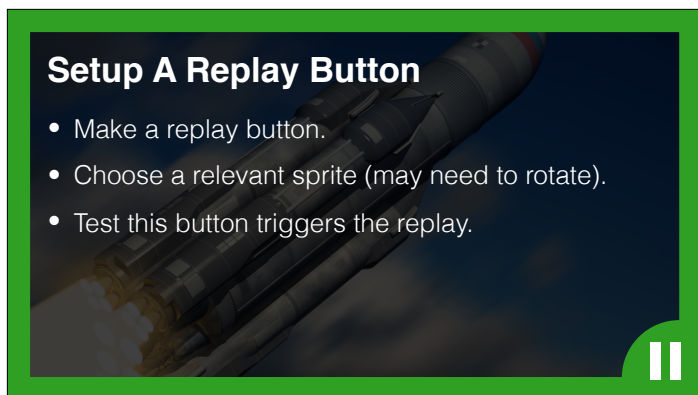 Setup A Replay Button
• Make a replay button.
• Choose a relevant sprite (may need to rotate).
• Test this button triggers the replay.